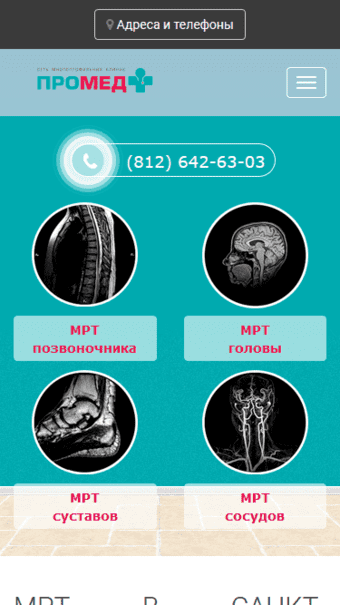 Адреса и телефоны
сеть многопрофильных клиник
ПРОМЕД
(812) 642-63-03
МРТ
позвоночника
МРТ
головы
МРТ
суставов
МРТ
сосудов
МРТ В САНКТ-